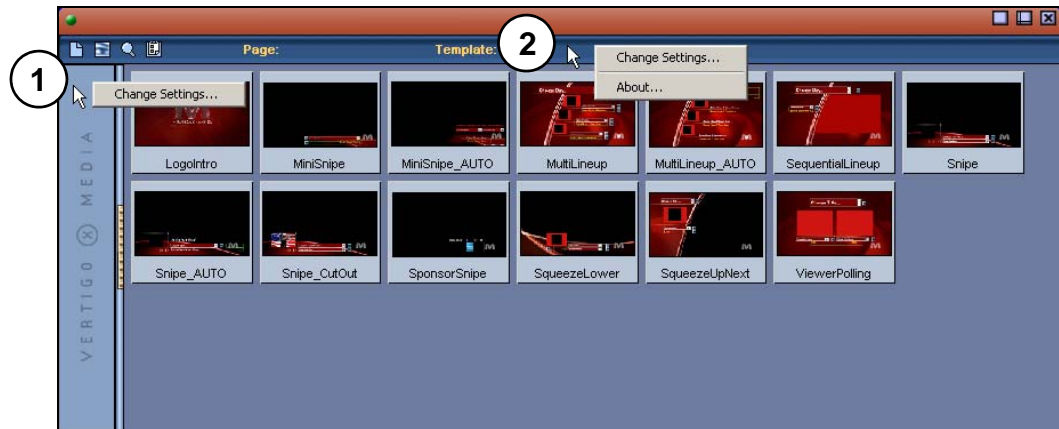 2
Page:
Template:
Change Settings...
About...
1
Change Settings...
LogoIntro
MiniSnipe
MiniSnipe_AUTO
MultiLineup
MultiLineup_AUTO
SequentialLineup
Snipe
Snipe_AUTO
Snipe_CutOut
SponsorSnipe
SqueezeLower
SqueezeUpNext
ViewerPolling
VERTIGO X MEDIA